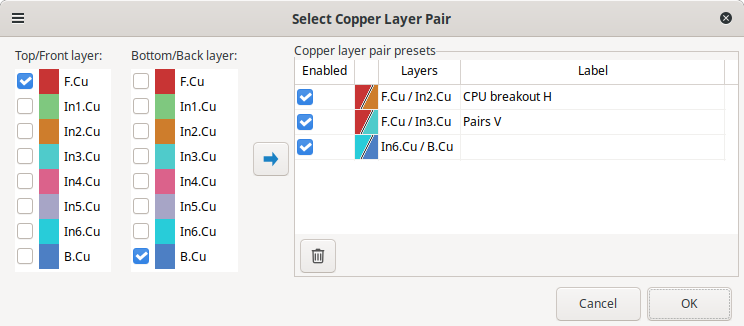 Select Copper Layer Pair
Top/Front layer:
F.Cu
In1.Cu
In2.Cu
In3.Cu
In4.Cu
In5.Cu
In6.Cu
B.Cu
Bottom/Back layer:
F.Cu
In1.Cu
In2.Cu
In3.Cu
In4.Cu
In5.Cu
In6.Cu
B.Cu
Copper layer pair presets
Enabled Layers Label
F.Cu / In2.Cu CPU breakout H
F.Cu / In3.Cu Pairs V
In6.Cu / B.Cu
Cancel OK